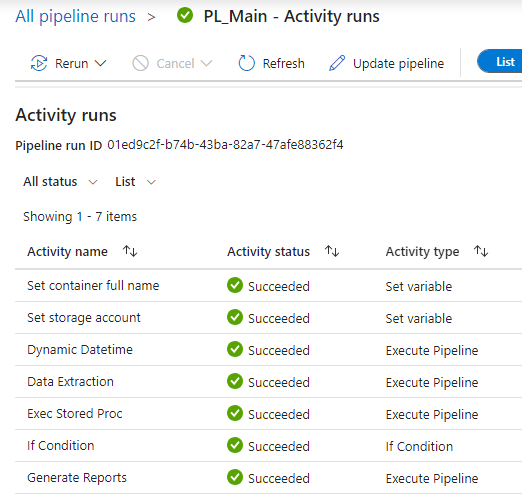 All pipeline runs > PL_Main - Activity runs
Rerun Cancel Refresh Update pipeline List
Activity runs
Pipeline run ID 01ed9c2f-b74b-43ba-82a7-47afe88362f4
All status List
Showing 1 - 7 items
Activity name Activity status Activity type
Set container full name Succeeded Set variable
Set storage account Succeeded Set variable
Dynamic Datetime Succeeded Execute Pipeline
Data Extraction Succeeded Execute Pipeline
Exec Stored Proc Succeeded Execute Pipeline
If Condition Succeeded If Condition
Generate Reports Succeeded Execute Pipeline